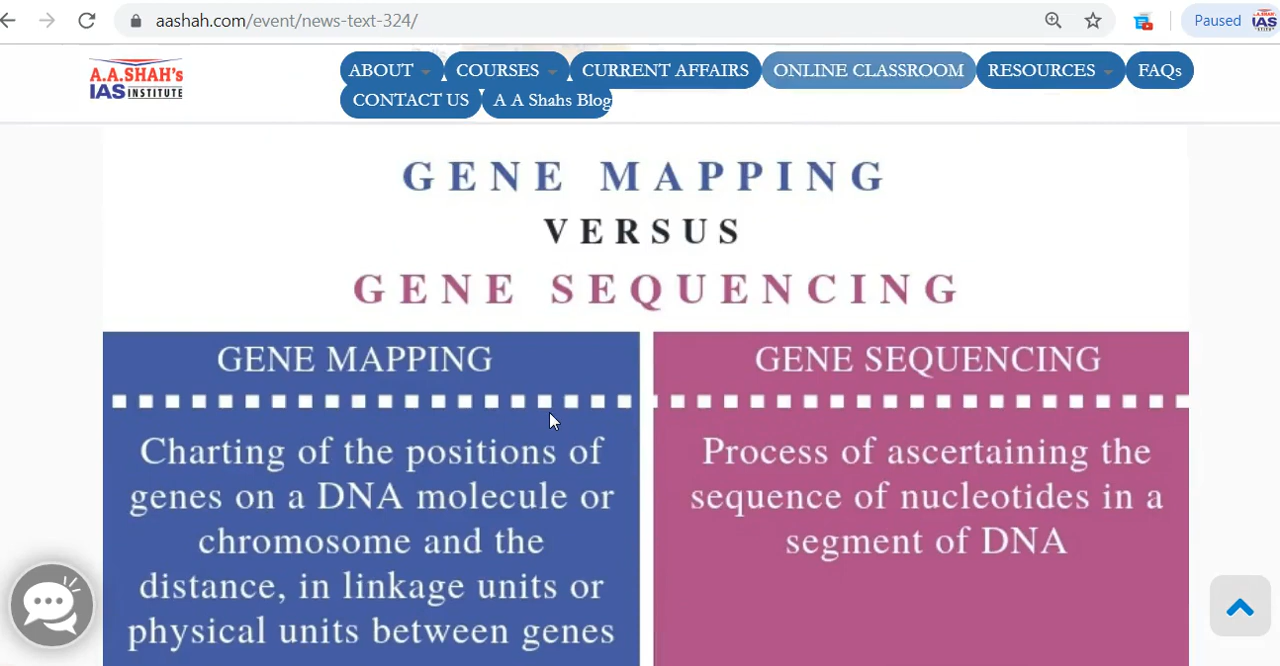 aashah.com/event/news-text-324/
Paused
A.A.SHAH's
IAS INSTITUTE
ABOUT COURSES CURRENT AFFAIRS ONLINE CLASSROOM RESOURCES FAQs
CONTACT US A A Shahs Blog
GENE MAPPING
VERSUS
GENE SEQUENCING
GENE MAPPING
Charting of the positions of
genes on a DNA molecule or
chromosome and the
distance, in linkage units or
physical units between genes
GENE SEQUENCING
Process of ascertaining the
sequence of nucleotides in a
segment of DNA